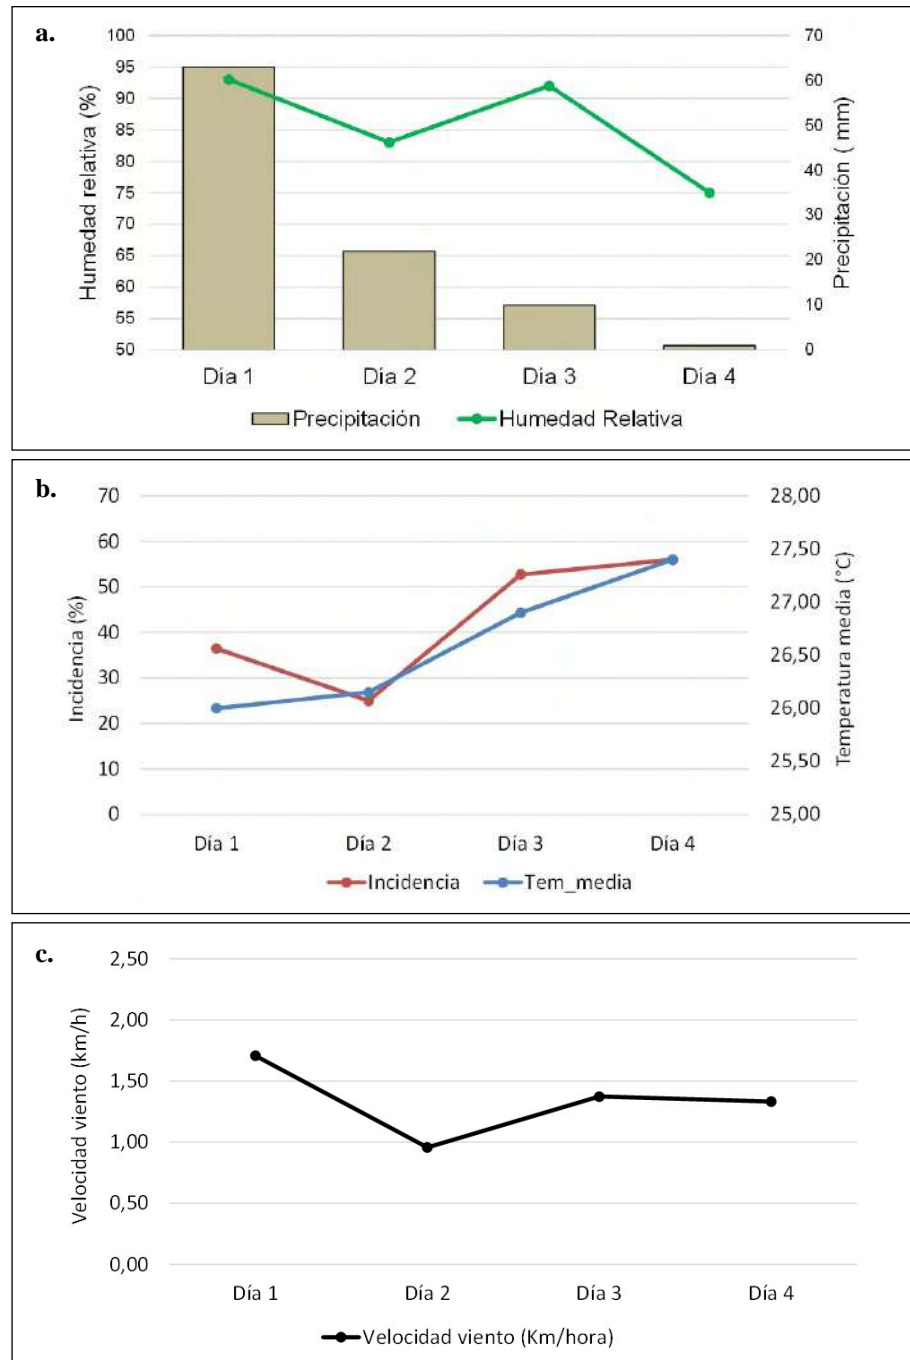 a.
Humedad relativa (%)
100
95
90
85
80
75
70
65
60
55
50
70
60
50
40
30
20
10
0
Precipitación ( mm)
Dia 1 Dia 2 Dia 3 Dia 4
Precipitación Humedad Relativa
b.
Incidencia (%)
70
60
50
40
30
20
10
0
28,00
27,50
27,00
26,50
26,00
25,50
25,00
Temperatura media (°C)
Día 1 Día 2 Día 3 Día 4
Incidencia Tem_media
c.
Velocidad viento (km/h)
2,50
2,00
1,50
1,00
0,50
0,00
Día 1 Día 2 Día 3 Día 4
Velocidad viento (Km/hora)